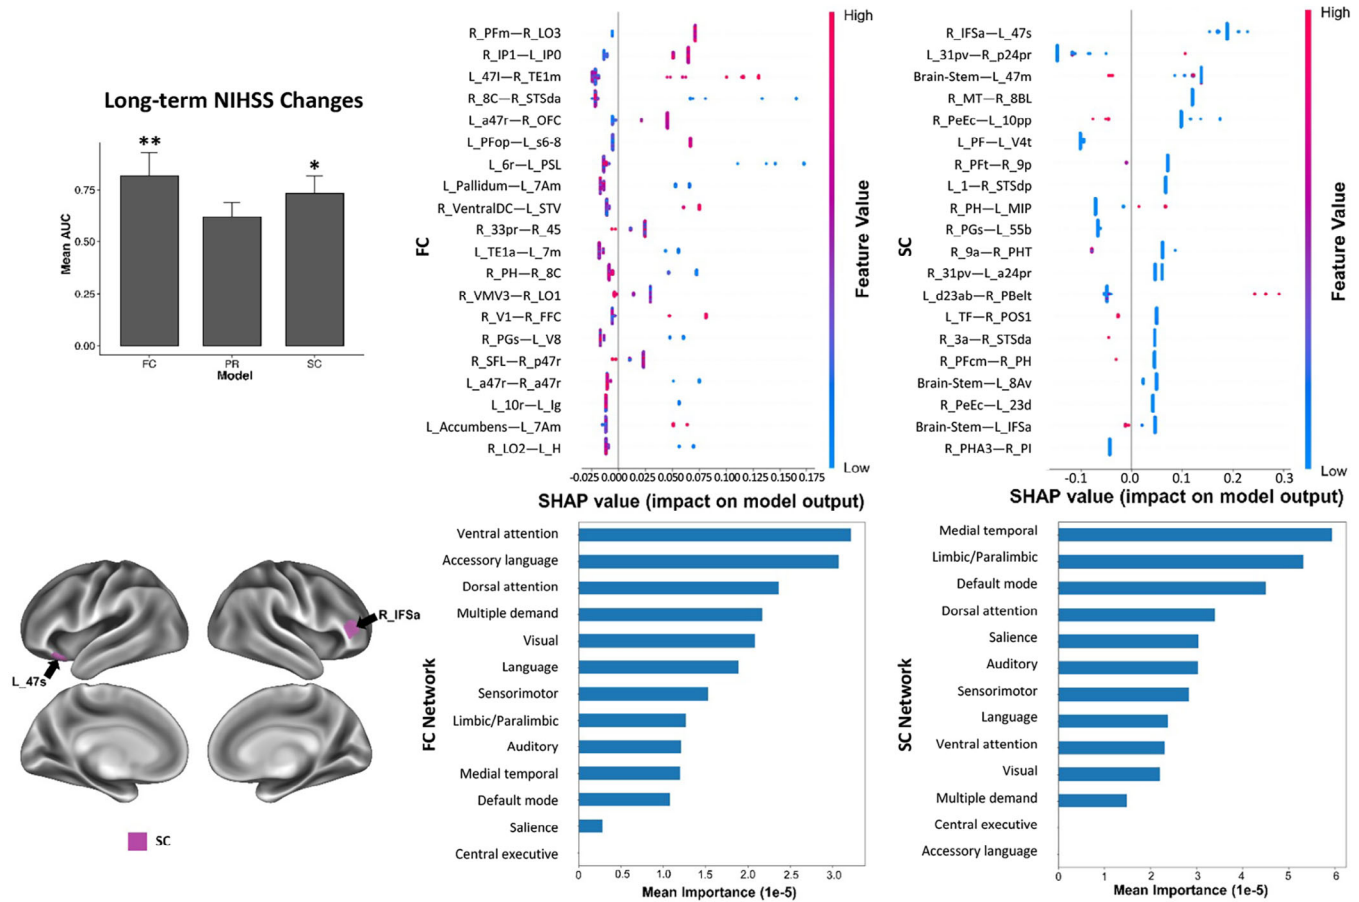 Long-term NIHSS Changes
**
*
Mean AUC
0.75
0.50
0.25
0.00
FC
PR
SC
Model
FC
R_PFm—R_LO3
R_IP1—L_IP0
L_47l—R_TE1m
R_8C—R_STSda
L_a47r—R_OFC
L_PFop—L_s6-8
L_6r—L_PSL
L_Pallidum—L_7Am
R_VentralDC—L_STV
R_33pr—R_45
L_TE1a—L_7m
R_PH—R_8C
R_VMV3—R_LO1
R_V1—R_FFC
R_PGs—L_V8
R_SFL—R_p47r
L_a47r—R_a47r
L_10r—L_Ig
L_Accumbens—L_7Am
R_LO2—L_H
-0.025 0.000 0.025 0.050 0.075 0.100 0.125 0.150 0.175
SHAP value (impact on model output)
High
Feature Value
Low
SC
R_IFSa—L_47s
L_31pv—R_p24pr
Brain-Stem—L_47m
R_MT—R_8BL
R_PeEc—L_10pp
L_PF—L_V4t
R_PFt—R_9p
L_1—R_STSdp
R_PH—L_MIP
R_PGs—L_55b
R_9a—R_PHT
R_31pv—L_a24pr
L_d23ab—R_PBelt
L_TF—R_POS1
R_3a—R_STSda
R_PFcm—R_PH
Brain-Stem—L_8Av
R_PeEc—L_23d
Brain-Stem—L_IFSa
R_PHA3—R_PI
-0.1 0.0 0.1 0.2 0.3
SHAP value (impact on model output)
High
Feature Value
Low
R_IFSa
L_47s
SC
FC Network
Ventral attention
Accessory language
Dorsal attention
Multiple demand
Visual
Language
Sensorimotor
Limbic/Paralimbic
Auditory
Medial temporal
Default mode
Salience
Central executive
0 0.5 1.0 1.5 2.0 2.5 3.0
Mean Importance (1e-5)
SC Network
Medial temporal
Limbic/Paralimbic
Default mode
Dorsal attention
Salience
Auditory
Sensorimotor
Language
Ventral attention
Visual
Multiple demand
Central executive
Accessory language
0 1 2 3 4 5 6
Mean Importance (1e-5)